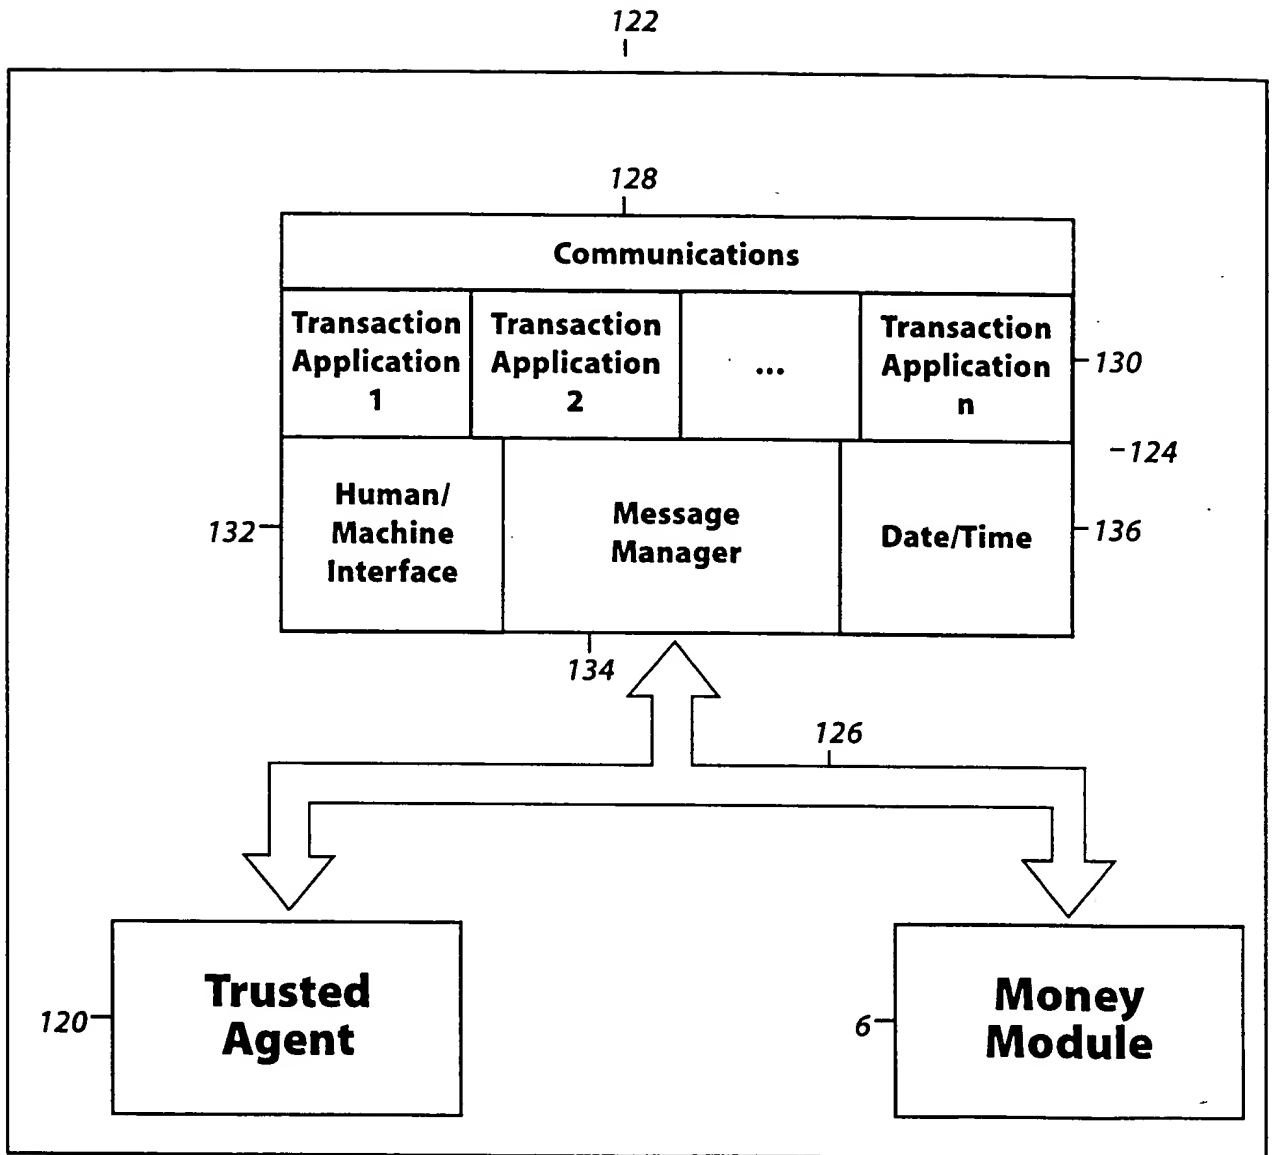 122
128
Communications
Transaction
Application
1
Transaction
Application
2
...
Transaction
Application
n
130
124
132
Human/
Machine
Interface
Message
Manager
Date/Time
136
134
126
120
Trusted
Agent
6
Money
Module